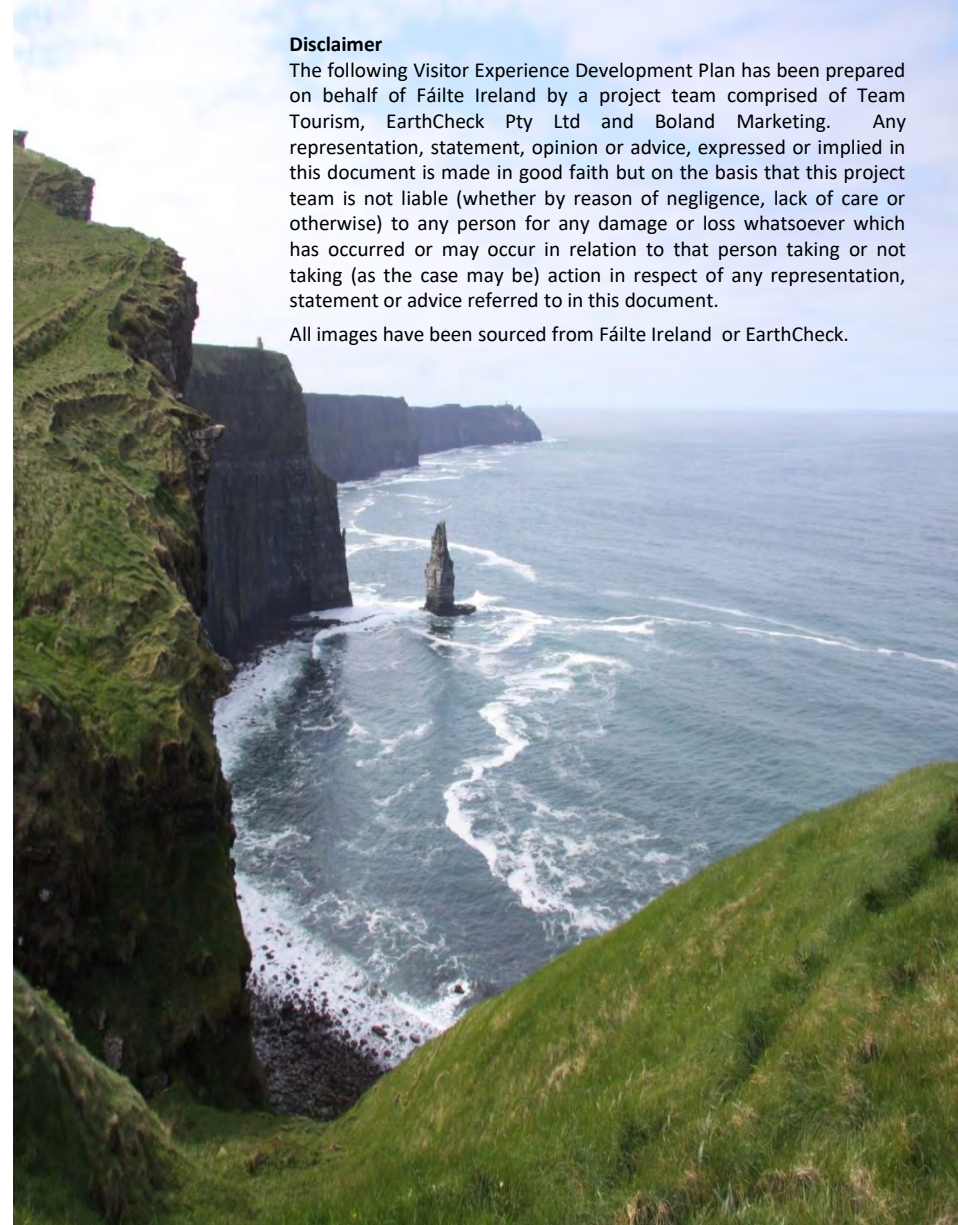 Disclaimer
The following Visitor Experience Development Plan has been prepared
on behalf of Fáilte Ireland by a project team comprised of Team
Tourism, EarthCheck Pty Ltd and Boland Marketing. Any
representation, statement, opinion or advice, expressed or implied in
this document is made in good faith but on the basis that this project
team is not liable (whether by reason of negligence, lack of care or
otherwise) to any person for any damage or loss whatsoever which
has occurred or may occur in relation to that person taking or not
taking (as the case may be) action in respect of any representation,
statement or advice referred to in this document.
All images have been sourced from Fáilte Ireland or EarthCheck.